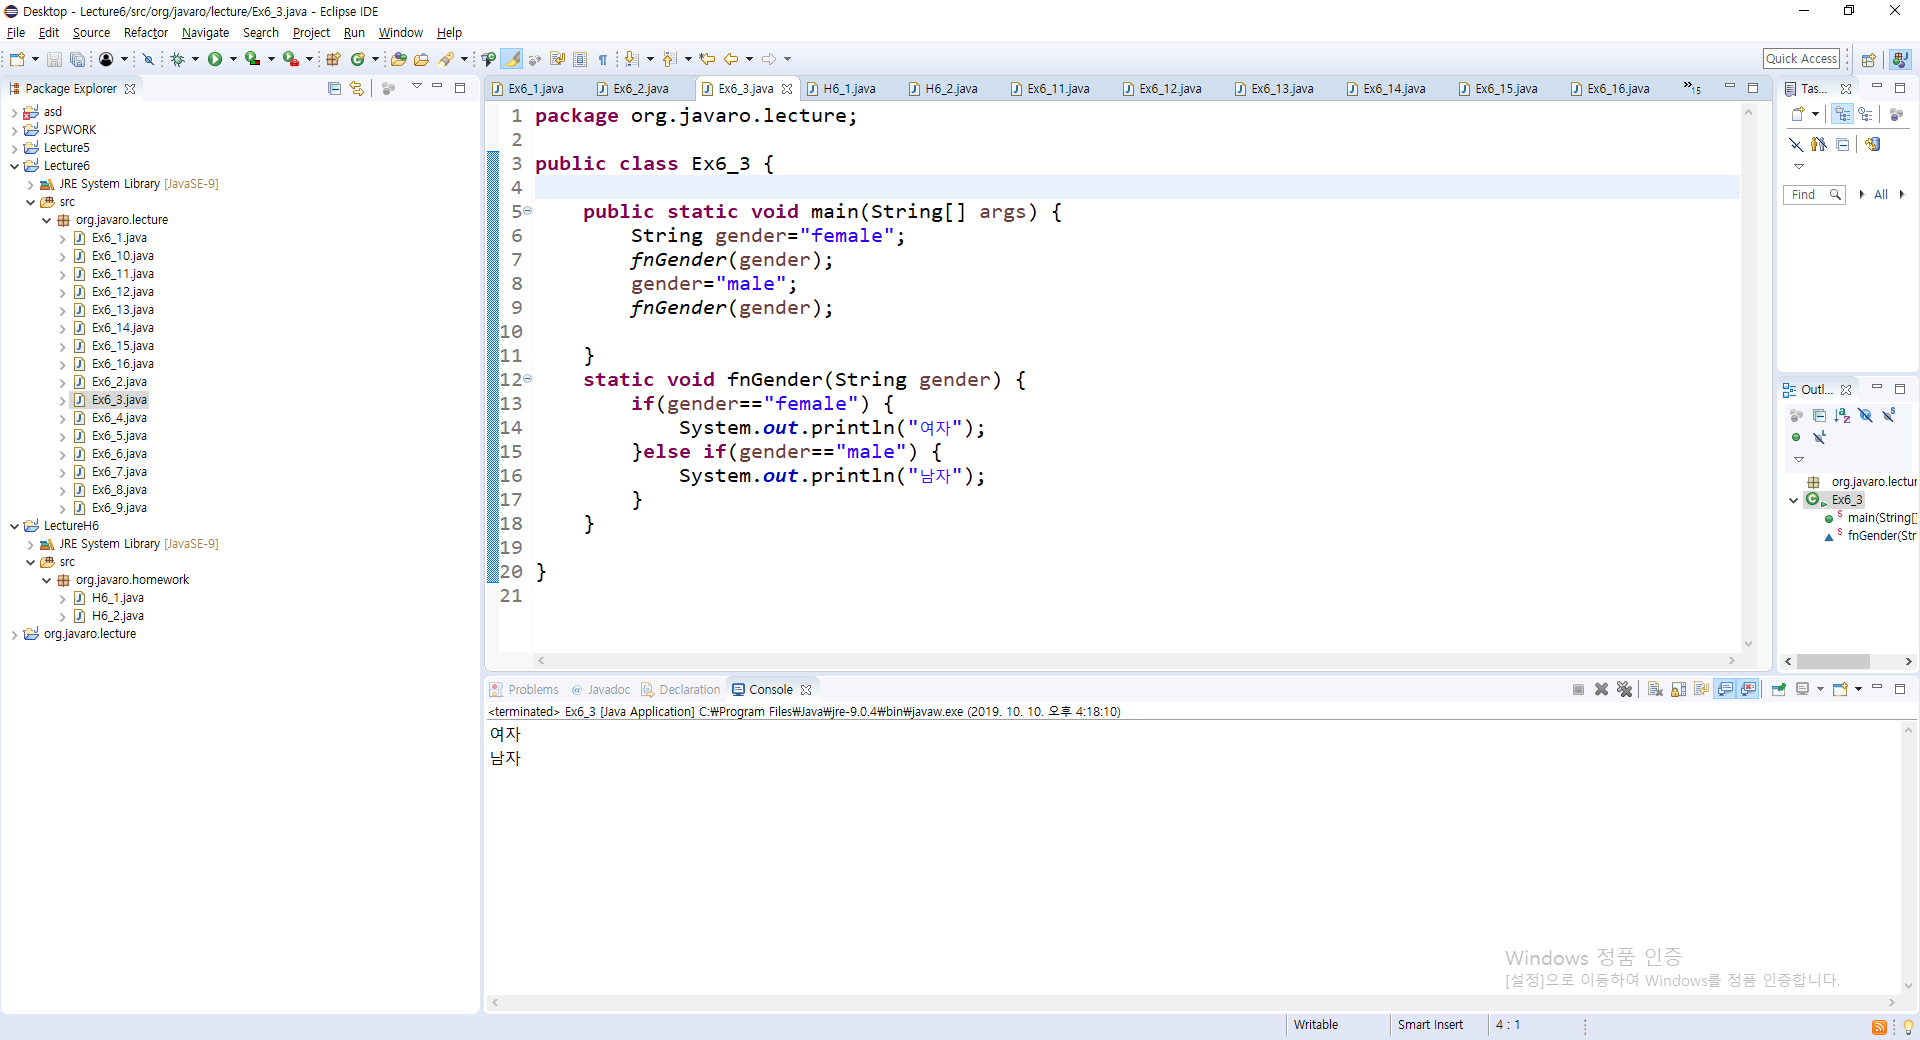 Desktop - Lecture6/src/org/javaro/lecture/Ex6_3.java - Eclipse IDE
File Edit Source Refactor Navigate Search Project Run Window Help
Quick Access
Package Explorer
asd
JSPWORK
Lecture5
Lecture6
JRE System Library [JavaSE-9]
src
org.javaro.lecture
Ex6_1.java
Ex6_10.java
Ex6_11.java
Ex6_12.java
Ex6_13.java
Ex6_14.java
Ex6_15.java
Ex6_16.java
Ex6_2.java
Ex6_3.java
Ex6_4.java
Ex6_5.java
Ex6_6.java
Ex6_7.java
Ex6_8.java
Ex6_9.java
LectureH6
JRE System Library [JavaSE-9]
src
org.javaro.homework
H6_1.java
H6_2.java
org.javaro.lecture
Ex6_1.java Ex6_2.java Ex6_3.java H6_1.java H6_2.java Ex6_11.java Ex6_12.java Ex6_13.java Ex6_14.java Ex6_15.java Ex6_16.java »15
1 package org.javaro.lecture;
2
3 public class Ex6_3 {
4
5 public static void main(String[] args) {
6 String gender="female";
7 fnGender(gender);
8 gender="male";
9 fnGender(gender);
10
11 }
12 static void fnGender(String gender) {
13 if(gender=="female") {
14 System.out.println("여자");
15 }else if(gender=="male") {
16 System.out.println("남자");
17 }
18 }
19
20 }
21
Tas...
Find All
Outl...
org.javaro.lectur
Ex6_3
main(String[]
fnGender(Str
Problems @ Javadoc Declaration Console
<terminated> Ex6_3 [Java Application] C:₩Program Files₩Java₩jre-9.0.4₩bin₩javaw.exe (2019. 10. 10. 오후 4:18:10)
여자
남자
Windows 정품 인증
[설정]으로 이동하여 Windows를 정품 인증합니다.
Writable Smart Insert 4 : 1